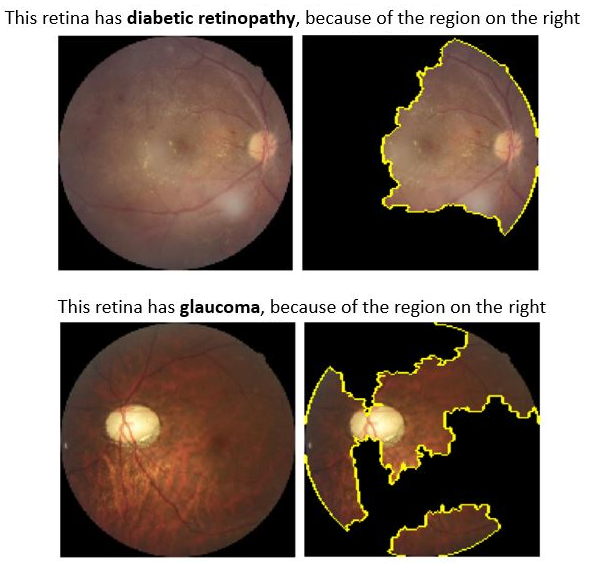 This retina has diabetic retinopathy, because of the region on the right
This retina has glaucoma, because of the region on the right